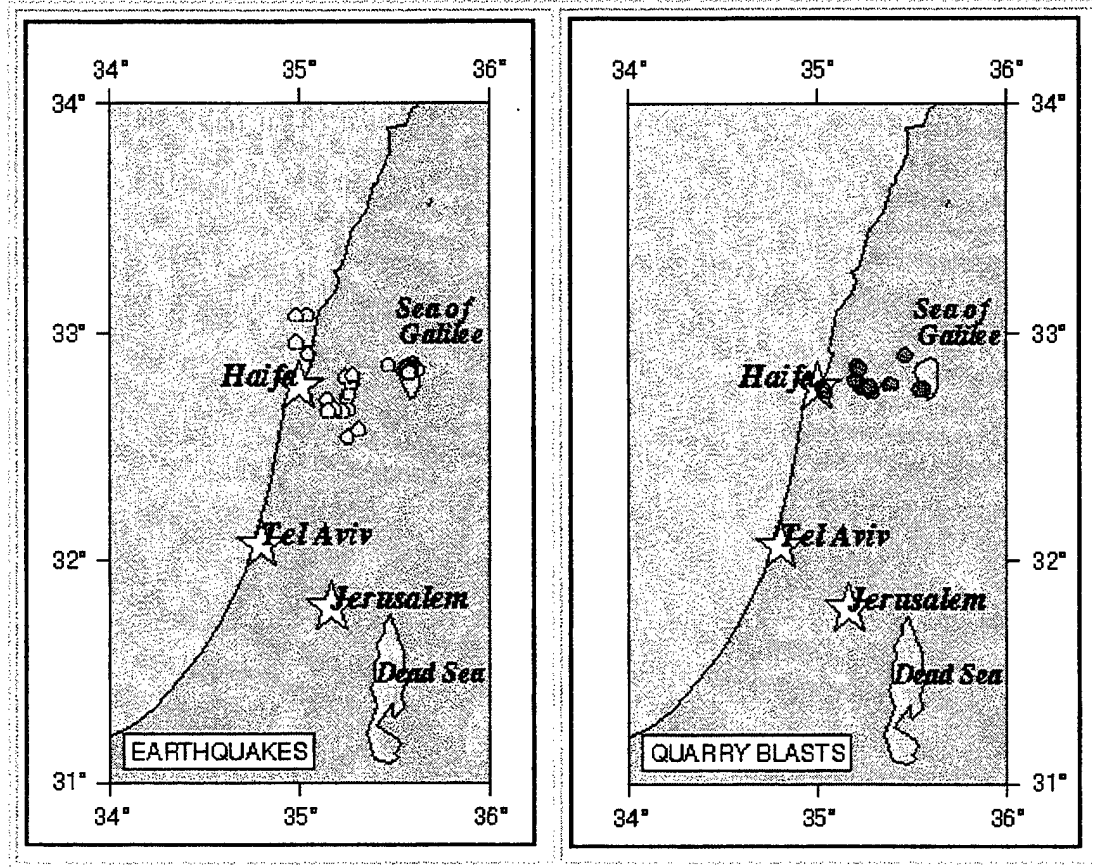 34° 35° 36°
34°
33°
32°
31°
Sea of
Galilee
Haifa
Tel Aviv
Jerusalem
Dead Sea
EARTHQUAKES
34° 35° 36°
34° 35° 36°
34°
33°
32°
31°
Sea of
Galilee
Haifa
Tel Aviv
Jerusalem
Dead Sea
QUARRY BLASTS
34° 35° 36°